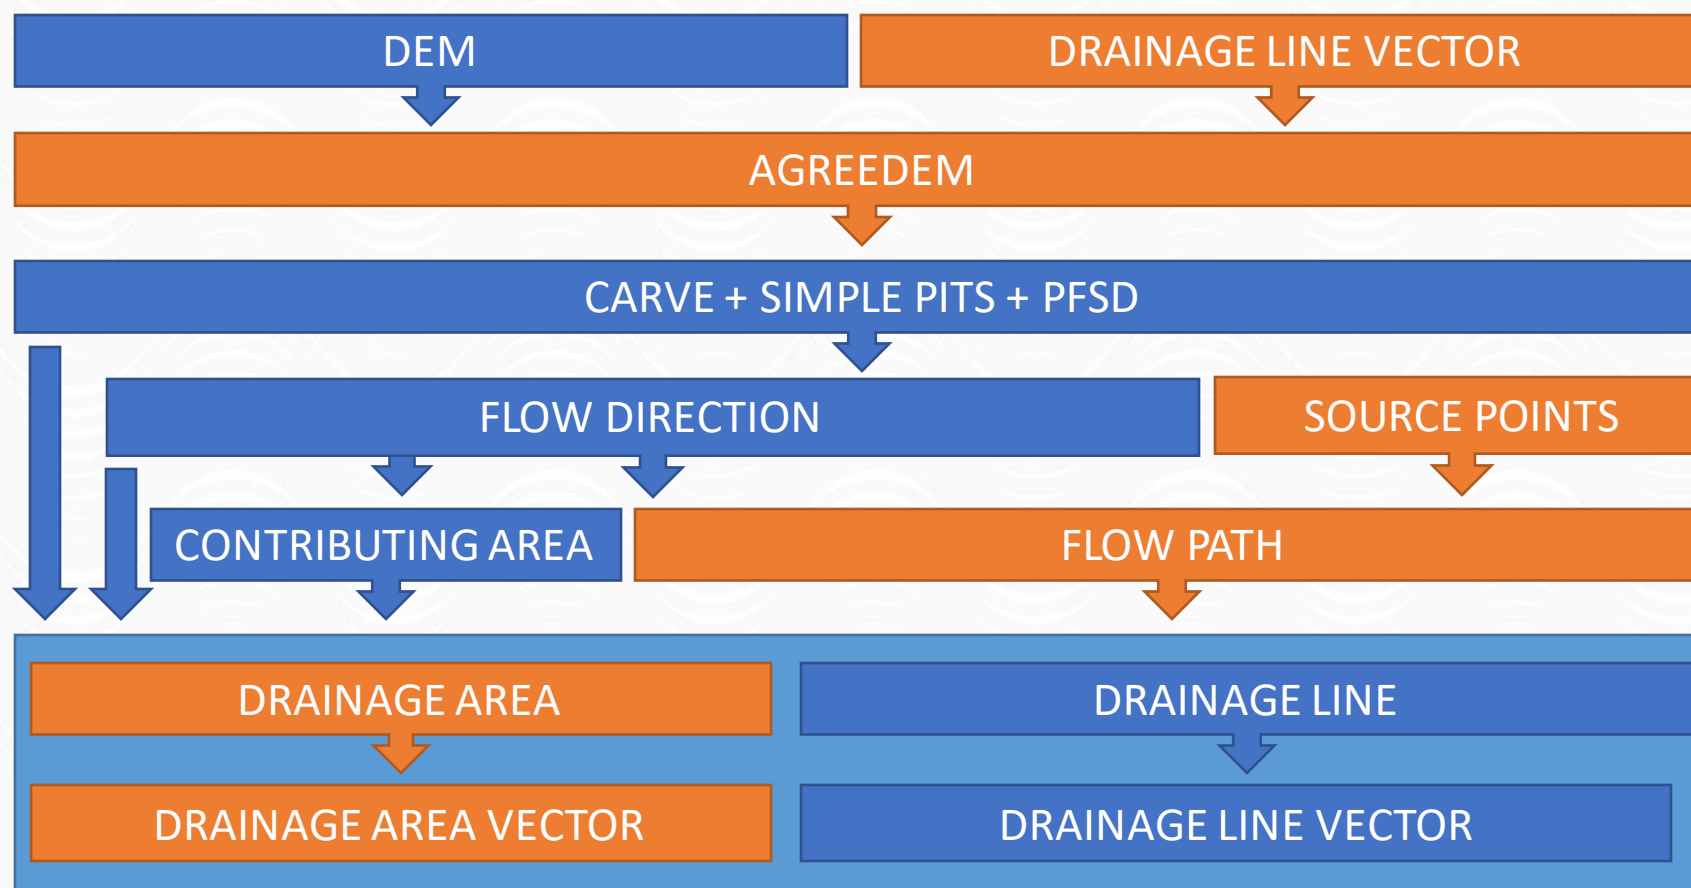 DEM
DRAINAGE LINE VECTOR
AGREEDEM
CARVE + SIMPLE PITS + PFSD
FLOW DIRECTION
SOURCE POINTS
CONTRIBUTING AREA
FLOW PATH
DRAINAGE AREA
DRAINAGE LINE
DRAINAGE AREA VECTOR
DRAINAGE LINE VECTOR